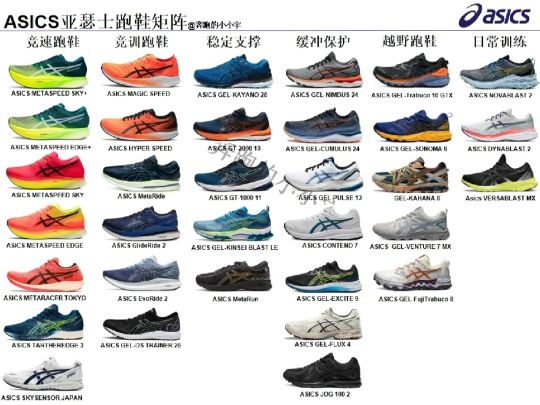 ASICS亚瑟士跑鞋矩阵@奔跑的小小宇
asics
竞速跑鞋 竞训跑鞋 稳定支撑 缓冲保护 越野跑鞋 日常训练
ASICS METASPEED SKY+ ASICS MAGIC SPEED ASICS GEL-KAYANO 28 ASICS GEL-NIMBUS 24 ASICS GEL-Trabuco 10 GTX ASICS NOVABLAST 2
ASICS METASPEED EDGE+ ASICS HYPER SPEED ASICS GT 2000 10 ASICS GEL-CUMULUS 24 ASICS GEL-SONOMA 6 ASICS DYNABLAST 2
ASICS METASPEED SKY ASICS MetaRide ASICS GT-1000 11 ASICS GEL PULSE 13 GEL-KAHANA 8 ASICS VERSABLAST MX
ASICS METASPEED EDGE ASICS GlideRide 2 ASICS GEL-KINSEI BLAST LE ASICS CONTEND 7 ASICS GEL-VENTURE 7 MX
ASICS METARACER TOKYO ASICS EvoRide 2 ASICS MetaRun ASICS GEL-EXCITE 9 ASICS GEL-FujiTrabuco 8
ASICS TARTHEREDGE 3 ASICS GEL-DS TRAINER 26 ASICS GEL-FLUX 4
ASICS SKYSENSOR JAPAN ASICS JOG 100 2